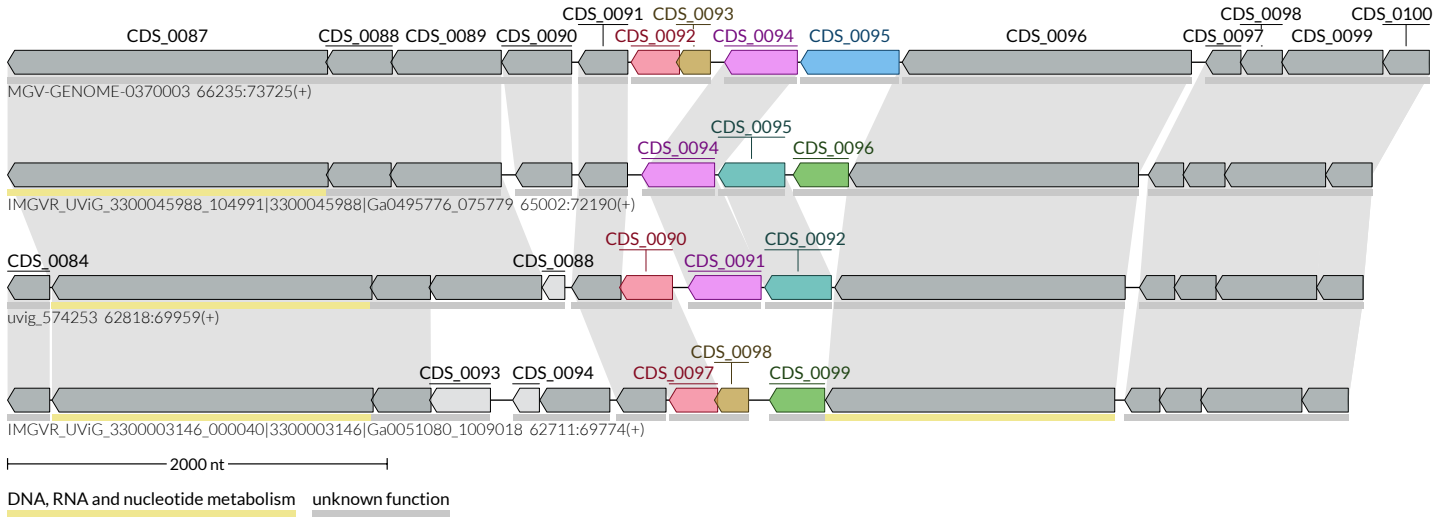 CDS_0091 CDS_0093 CDS_0098 CDS_0100
CDS_0087 CDS_0088 CDS_0089 CDS_0090 CDS_0092 CDS_0094 CDS_0095 CDS_0096 CDS_0097 CDS_0099
MGV-GENOME-0370003 66235:73725(+)
CDS_0095
CDS_0094 CDS_0096
IMGVR_UViG_3300045988_104991|3300045988|Ga0495776_075779 65002:72190(+)
CDS_0090 CDS_0092
CDS_0084 CDS_0088 CDS_0091
uvig_574253 62818:69959(+)
CDS_0098
CDS_0093 CDS_0094 CDS_0097 CDS_0099
IMGVR_UViG_3300003146_000040|3300003146|Ga0051080_1009018 62711:69774(+)
2000 nt
DNA, RNA and nucleotide metabolism unknown function